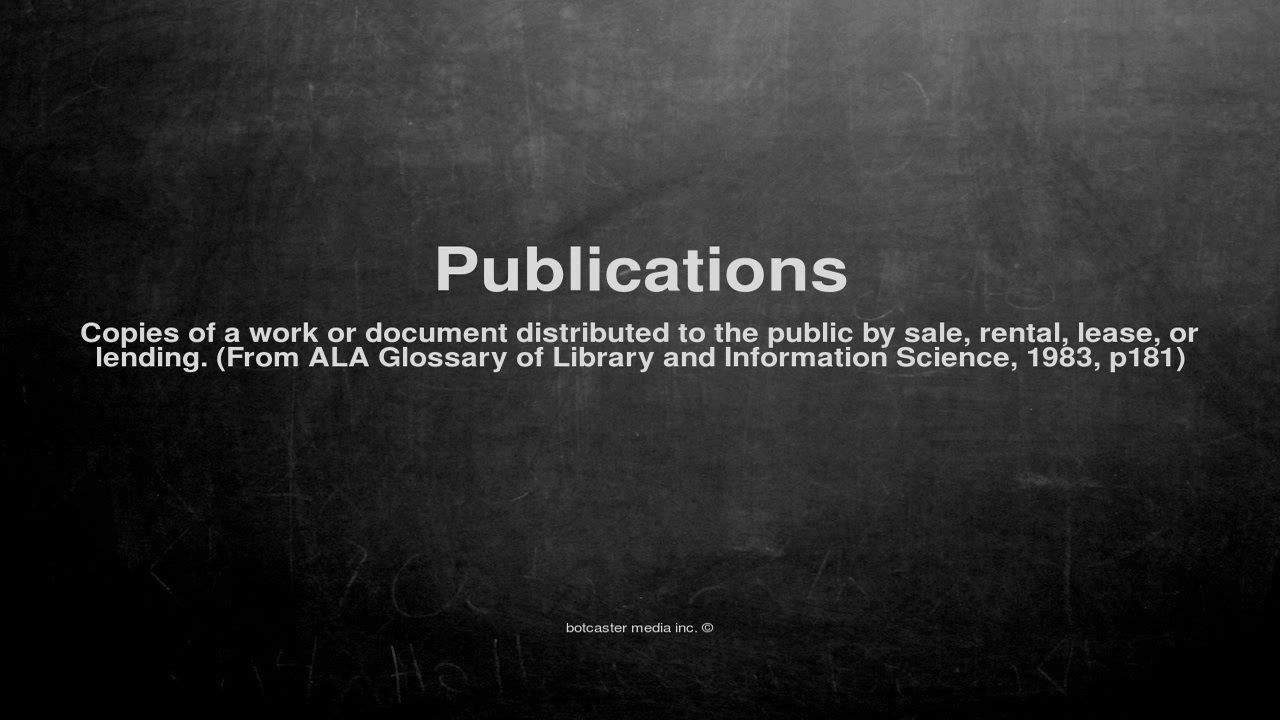 Publications
Copies of a work or document distributed to the public by sale, rental, lease, or
lending. (From ALA Glossary of Library and Information Science, 1983, p181)
botcaster media inc. ©